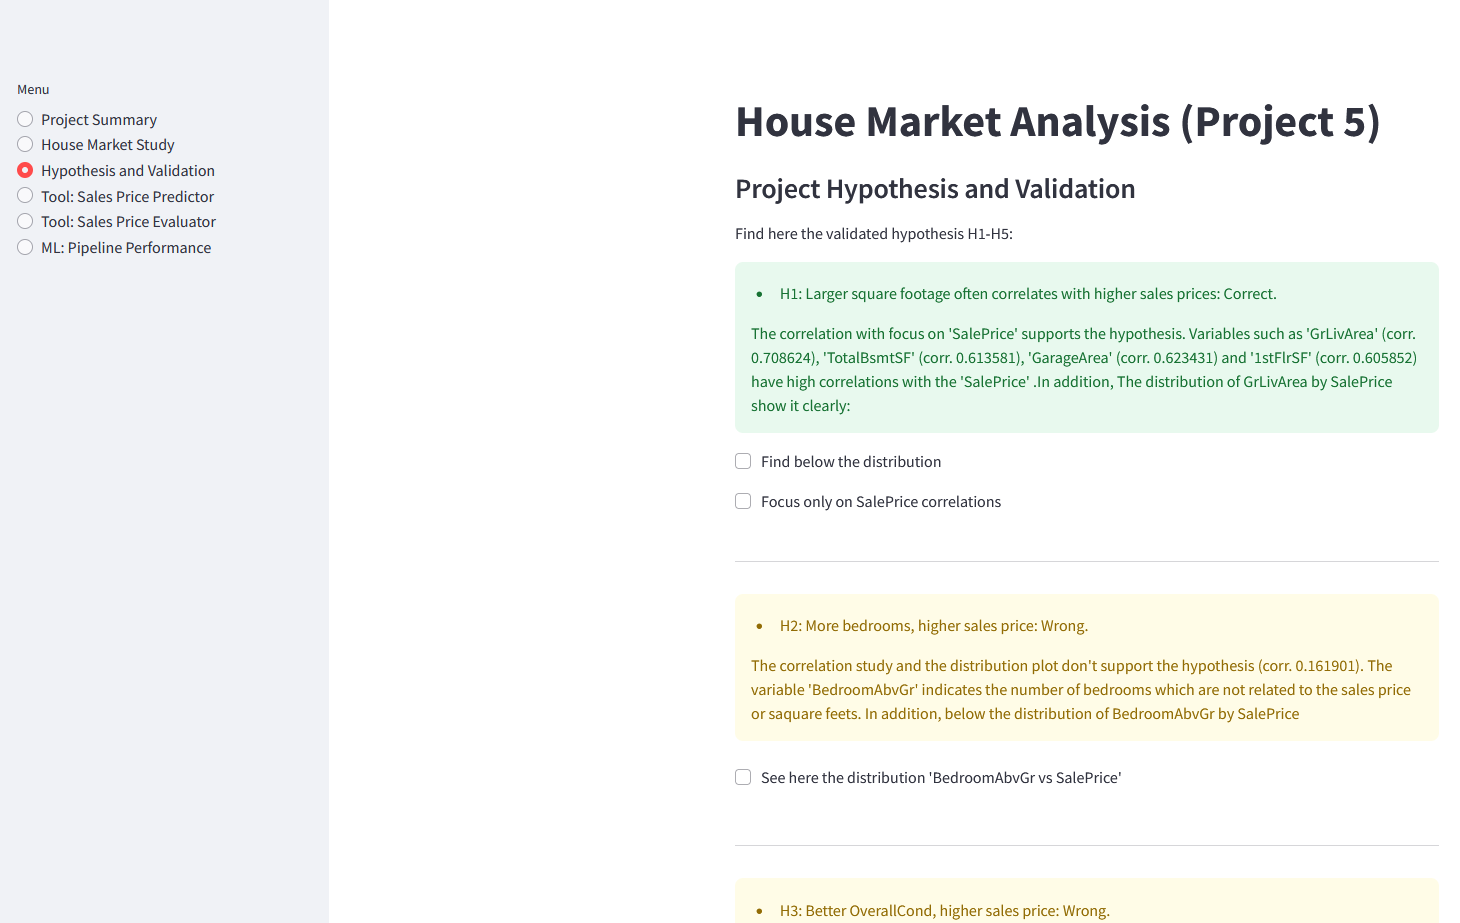 Menu
Project Summary
House Market Study
Hypothesis and Validation
Tool: Sales Price Predictor
Tool: Sales Price Evaluator
ML: Pipeline Performance
House Market Analysis (Project 5)
Project Hypothesis and Validation
Find here the validated hypothesis H1-H5:
• H1: Larger square footage often correlates with higher sales prices: Correct.
The correlation with focus on 'SalePrice' supports the hypothesis. Variables such as 'GrLivArea' (corr.
0.708624), 'TotalBsmtSF' (corr. 0.613581), 'GarageArea' (corr. 0.623431) and '1stFlrSF' (corr. 0.605852)
have high correlations with the 'SalePrice' .In addition, The distribution of GrLivArea by SalePrice
show it clearly:
Find below the distribution
Focus only on SalePrice correlations
• H2: More bedrooms, higher sales price: Wrong.
The correlation study and the distribution plot don't support the hypothesis (corr. 0.161901). The
variable 'BedroomAbvGr' indicates the number of bedrooms which are not related to the sales price
or saquare feets. In addition, below the distribution of BedroomAbvGr by SalePrice
See here the distribution 'BedroomAbvGr vs SalePrice'
• H3: Better OverallCond, higher sales price: Wrong.